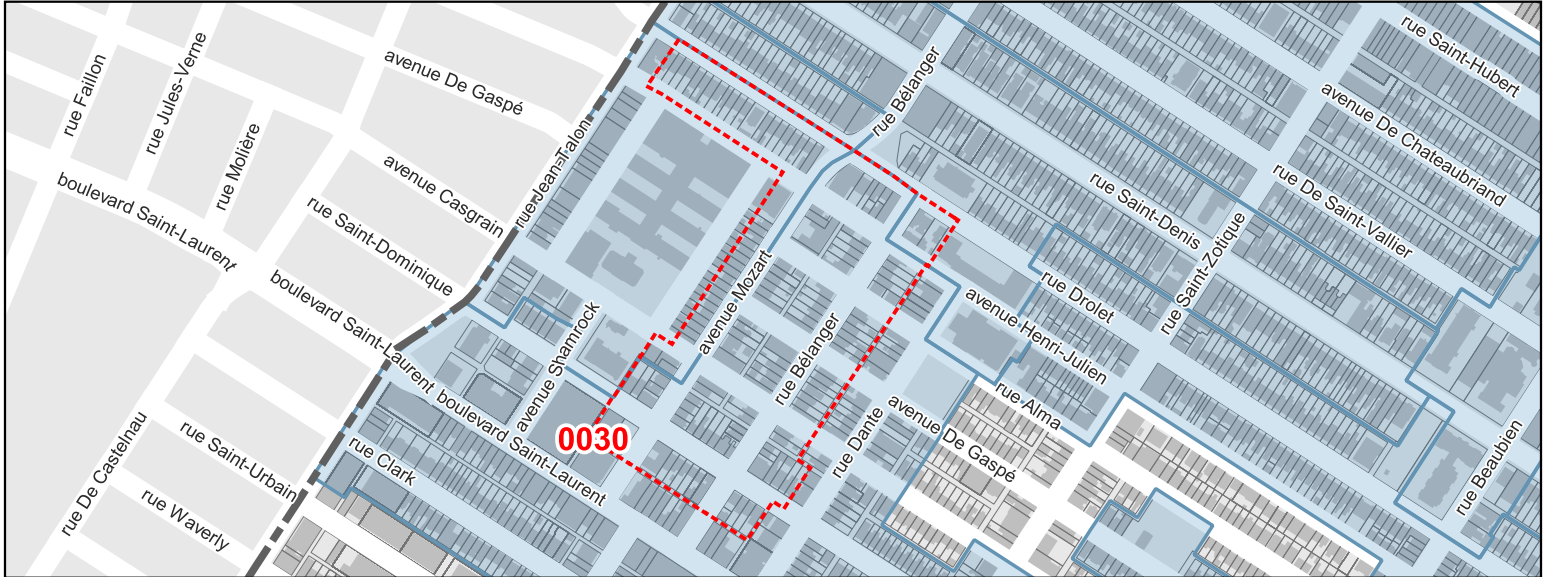 rue Faillon
rue Jules-Verne
rue Molière
avenue De Gaspé
avenue Casgrain
rue Saint-Dominique
boulevard Saint-Laurent
boulevard Saint-Laurent
boulevard Saint-Laurent
rue Jean-Talon
rue De Castelnau
rue Saint-Urbain
rue Waverly
rue Clark
avenue Shamrock
0030
avenue Mozart
rue Bélanger
rue Bélanger
rue Dante
avenue De Gaspé
rue Alma
avenue Henri-Julien
rue Drolet
rue Saint-Denis
rue Saint-Zotique
rue De Saint-Vallier
avenue De Chateaubriand
rue Saint-Hubert
rue Beaubien